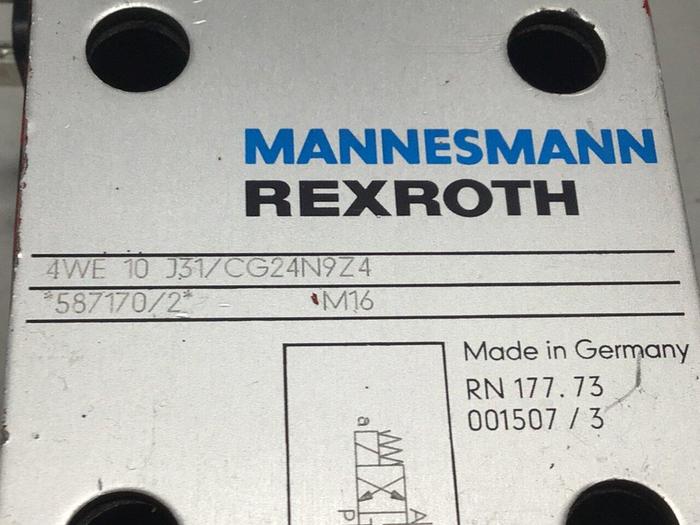 MANNESMANN
REXROTH
4WE 10 J31/CG24N9Z4
*587170/2* M16
Made in Germany
RN 177.73
001507 / 3
a
A
P